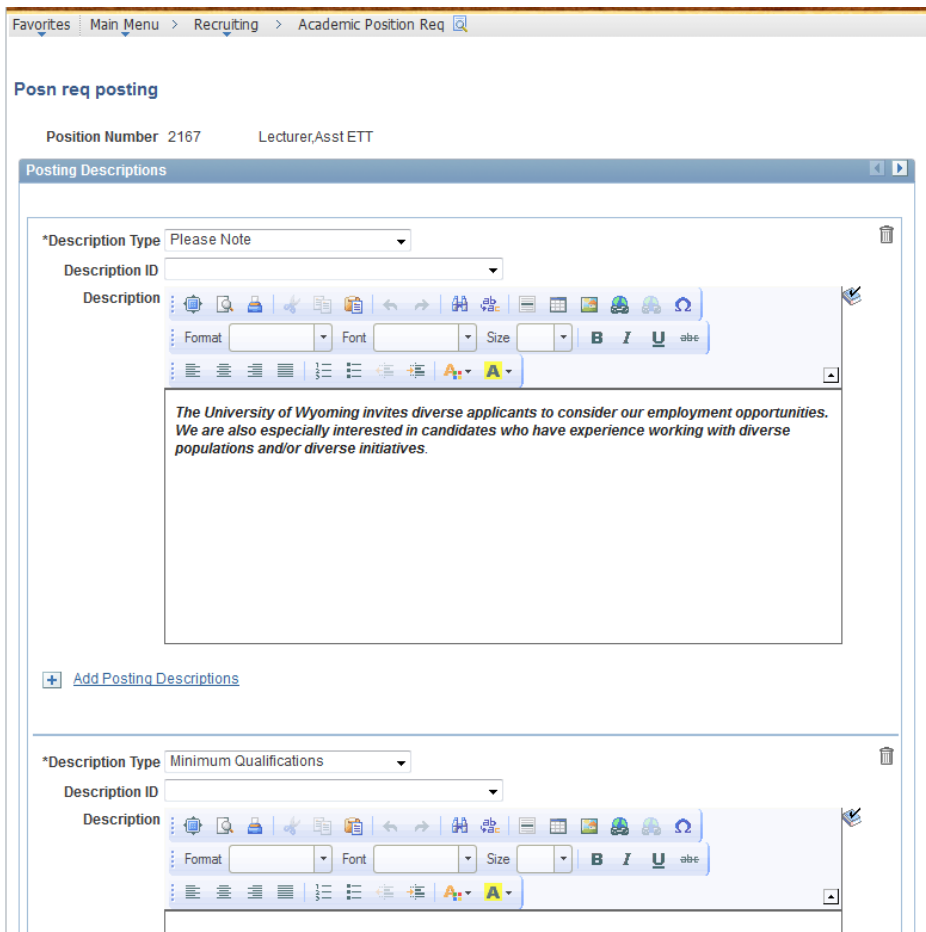 Favorites Main Menu > Recruiting > Academic Position Req
Posn req posting
Position Number 2167 Lecturer,Asst ETT
Posting Descriptions
*Description Type Please Note
Description ID
Description
Format Font Size B I U abc
A A
The University of Wyoming invites diverse applicants to consider our employment opportunities.
We are also especially interested in candidates who have experience working with diverse
populations and/or diverse initiatives.
Add Posting Descriptions
*Description Type Minimum Qualifications
Description ID
Description
Format Font Size B I U abc
A A